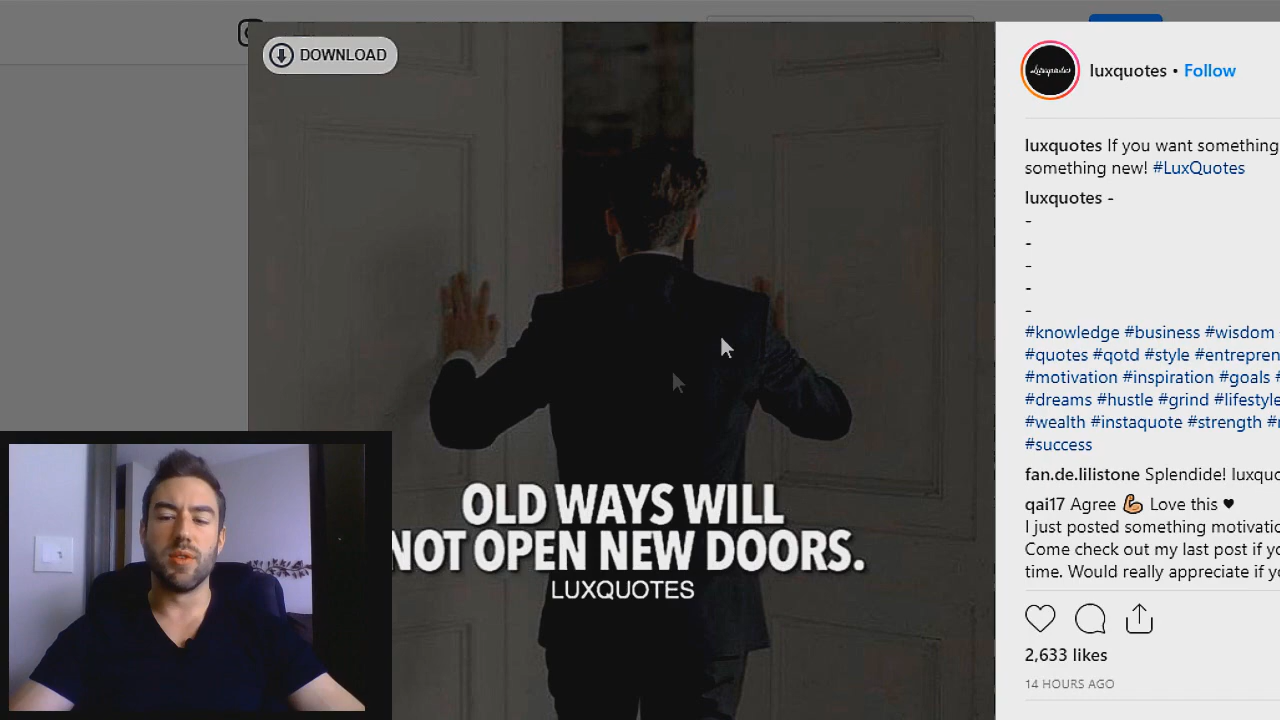 DOWNLOAD
OLD WAYS WILL
NOT OPEN NEW DOORS.
LUXQUOTES
luxquotes • Follow
luxquotes If you want something
something new! #LuxQuotes
luxquotes -
-
-
-
-
-
#knowledge #business #wisdom
#quotes #qotd #style #entrepren
#motivation #inspiration #goals #
#dreams #hustle #grind #lifestyle
#wealth #instaquote #strength #
#success
fan.de.lilistone Splendide! luxquo
qai17 Agree 💪 Love this ♥
I just posted something motivatio
Come check out my last post if yo
time. Would really appreciate if yo
2,633 likes
14 HOURS AGO